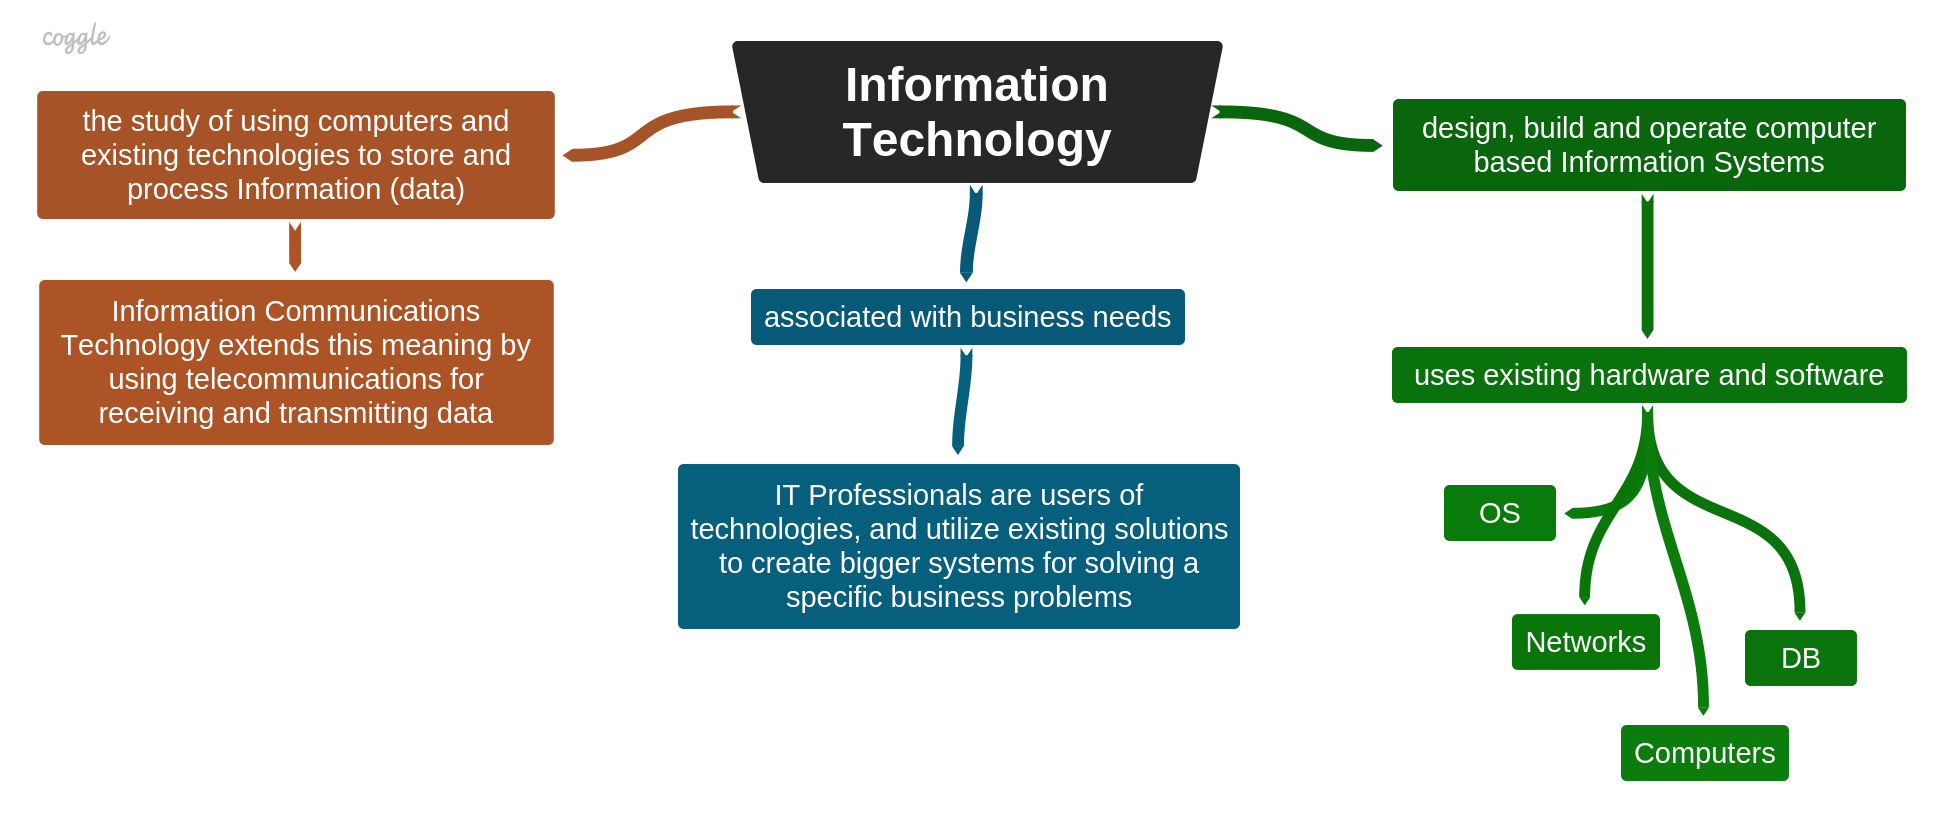 coggle
Information
Technology
the study of using computers and
existing technologies to store and
process Information (data)
Information Communications
Technology extends this meaning by
using telecommunications for
receiving and transmitting data
associated with business needs
IT Professionals are users of
technologies, and utilize existing solutions
to create bigger systems for solving a
specific business problems
design, build and operate computer
based Information Systems
uses existing hardware and software
OS
Networks
DB
Computers